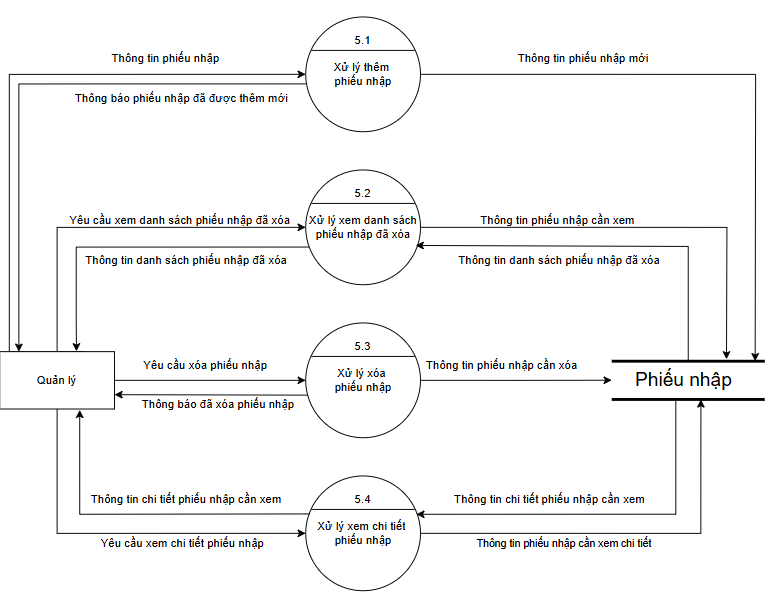 5.1
Thông tin phiếu nhập
Xử lý thêm
phiếu nhập
Thông tin phiếu nhập mới
Thông báo phiếu nhập đã được thêm mới
5.2
Yêu cầu xem danh sách phiếu nhập đã xóa
Xử lý xem danh sách
phiếu nhập đã xóa
Thông tin phiếu nhập cần xem
Thông tin danh sách phiếu nhập đã xóa
Thông tin danh sách phiếu nhập đã xóa
5.3
Yêu cầu xóa phiếu nhập
Xử lý xóa
phiếu nhập
Thông tin phiếu nhập cần xóa
Quản lý
Phiếu nhập
Thông báo đã xóa phiếu nhập
5.4
Thông tin chi tiết phiếu nhập cần xem
Thông tin chi tiết phiếu nhập cần xem
Xử lý xem chi tiết
phiếu nhập
Yêu cầu xem chi tiết phiếu nhập
Thông tin phiếu nhập cần xem chi tiết